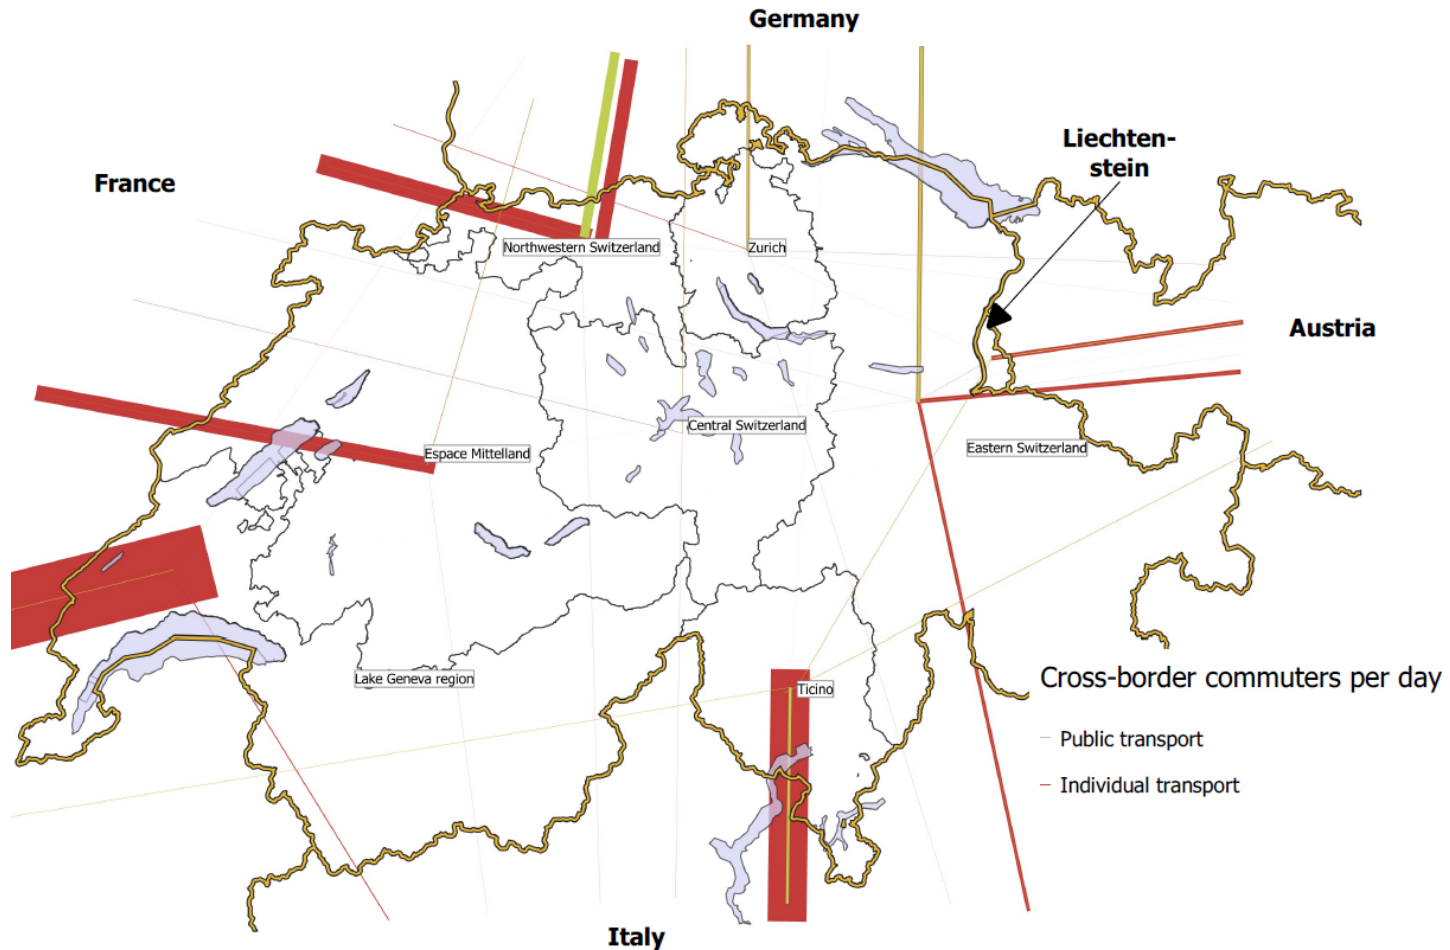 Germany
Liechten-
stein
France
Northwestern Switzerland
Zurich
Austria
Central Switzerland
Espace Mittelland
Eastern Switzerland
Lake Geneva region
Ticino
Cross-border commuters per day
Public transport
Individual transport
Italy